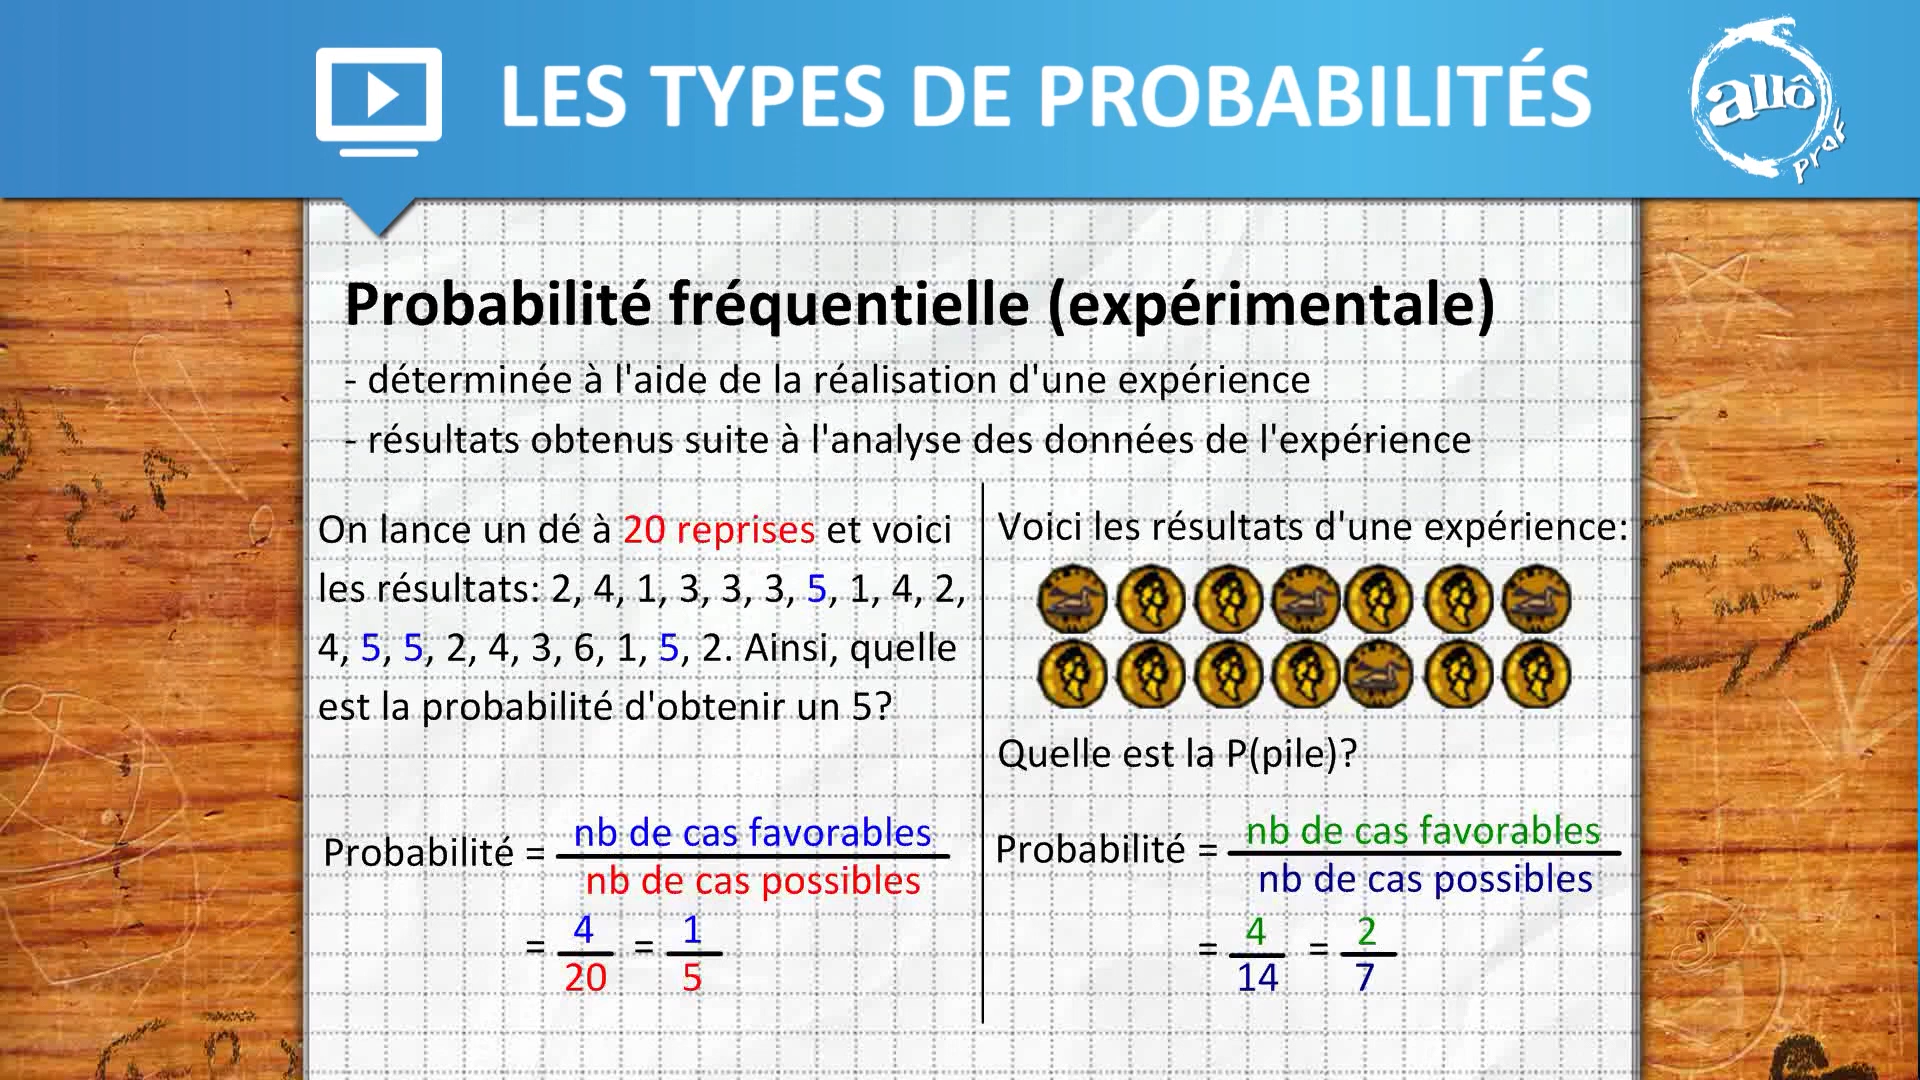 LES TYPES DE PROBABILITÉS
allô
prof
Probabilité fréquentielle (expérimentale)
- déterminée à l'aide de la réalisation d'une expérience
- résultats obtenus suite à l'analyse des données de l'expérience
On lance un dé à 20 reprises et voici
les résultats: 2, 4, 1, 3, 3, 3, 5, 1, 4, 2,
4, 5, 5, 2, 4, 3, 6, 1, 5, 2. Ainsi, quelle
est la probabilité d'obtenir un 5?
Probabilité = nb de cas favorables
nb de cas possibles
= 4/20 = 1/5
Voici les résultats d'une expérience:
Quelle est la P(pile)?
Probabilité = nb de cas favorables
nb de cas possibles
= 4/14 = 2/7